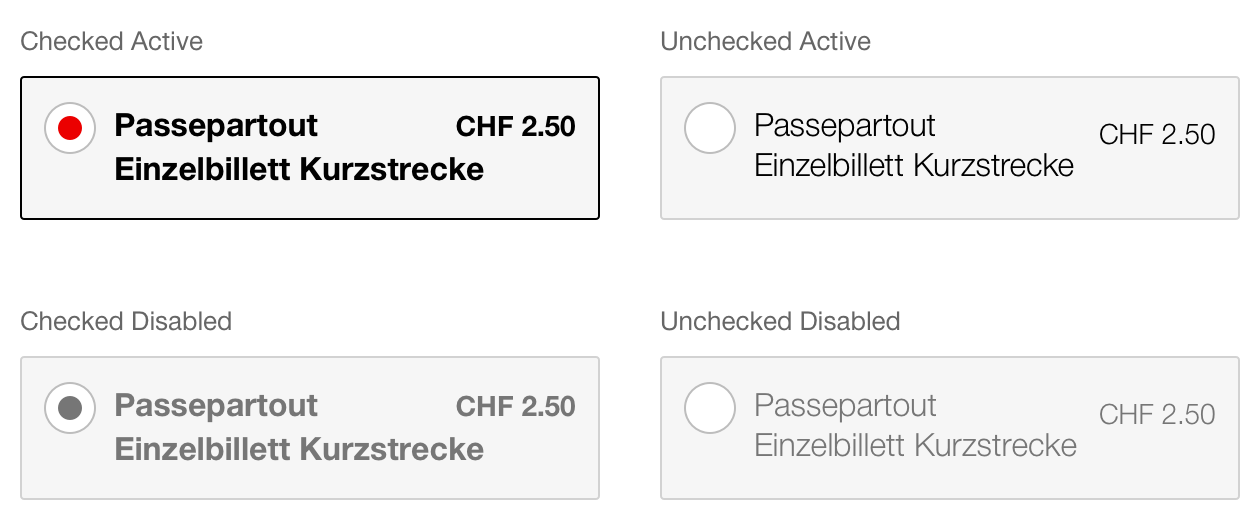 Checked Active
Passepartout CHF 2.50
Einzelbillett Kurzstrecke
Unchecked Active
Passepartout CHF 2.50
Einzelbillett Kurzstrecke
Checked Disabled
Passepartout CHF 2.50
Einzelbillett Kurzstrecke
Unchecked Disabled
Passepartout CHF 2.50
Einzelbillett Kurzstrecke